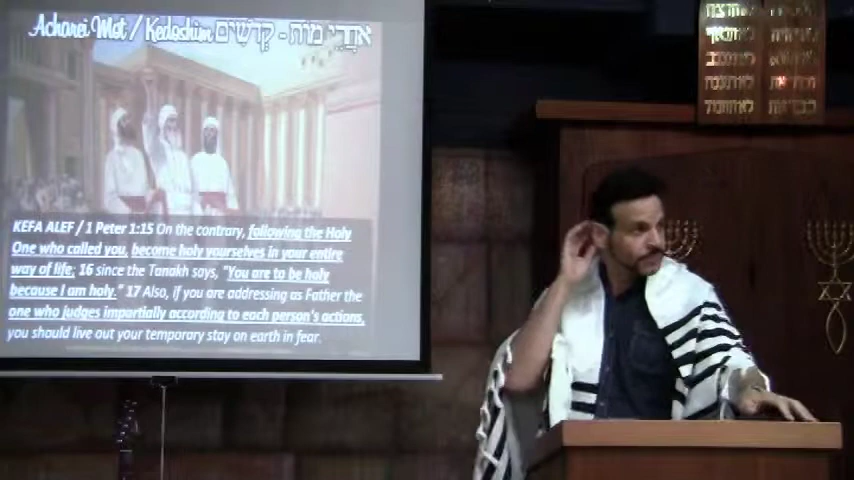 Acharei Mot / Kedoshim אַחֲרֵי מוֹת - קְדֹשִׁים
KEFA ALEF / 1 Peter 1:15 On the contrary, following the Holy
One who called you, become holy yourselves in your entire
way of life; 16 since the Tanakh says, "You are to be holy
because I am holy." 17 Also, if you are addressing as Father the
one who judges impartially according to each person's actions,
you should live out your temporary stay on earth in fear.